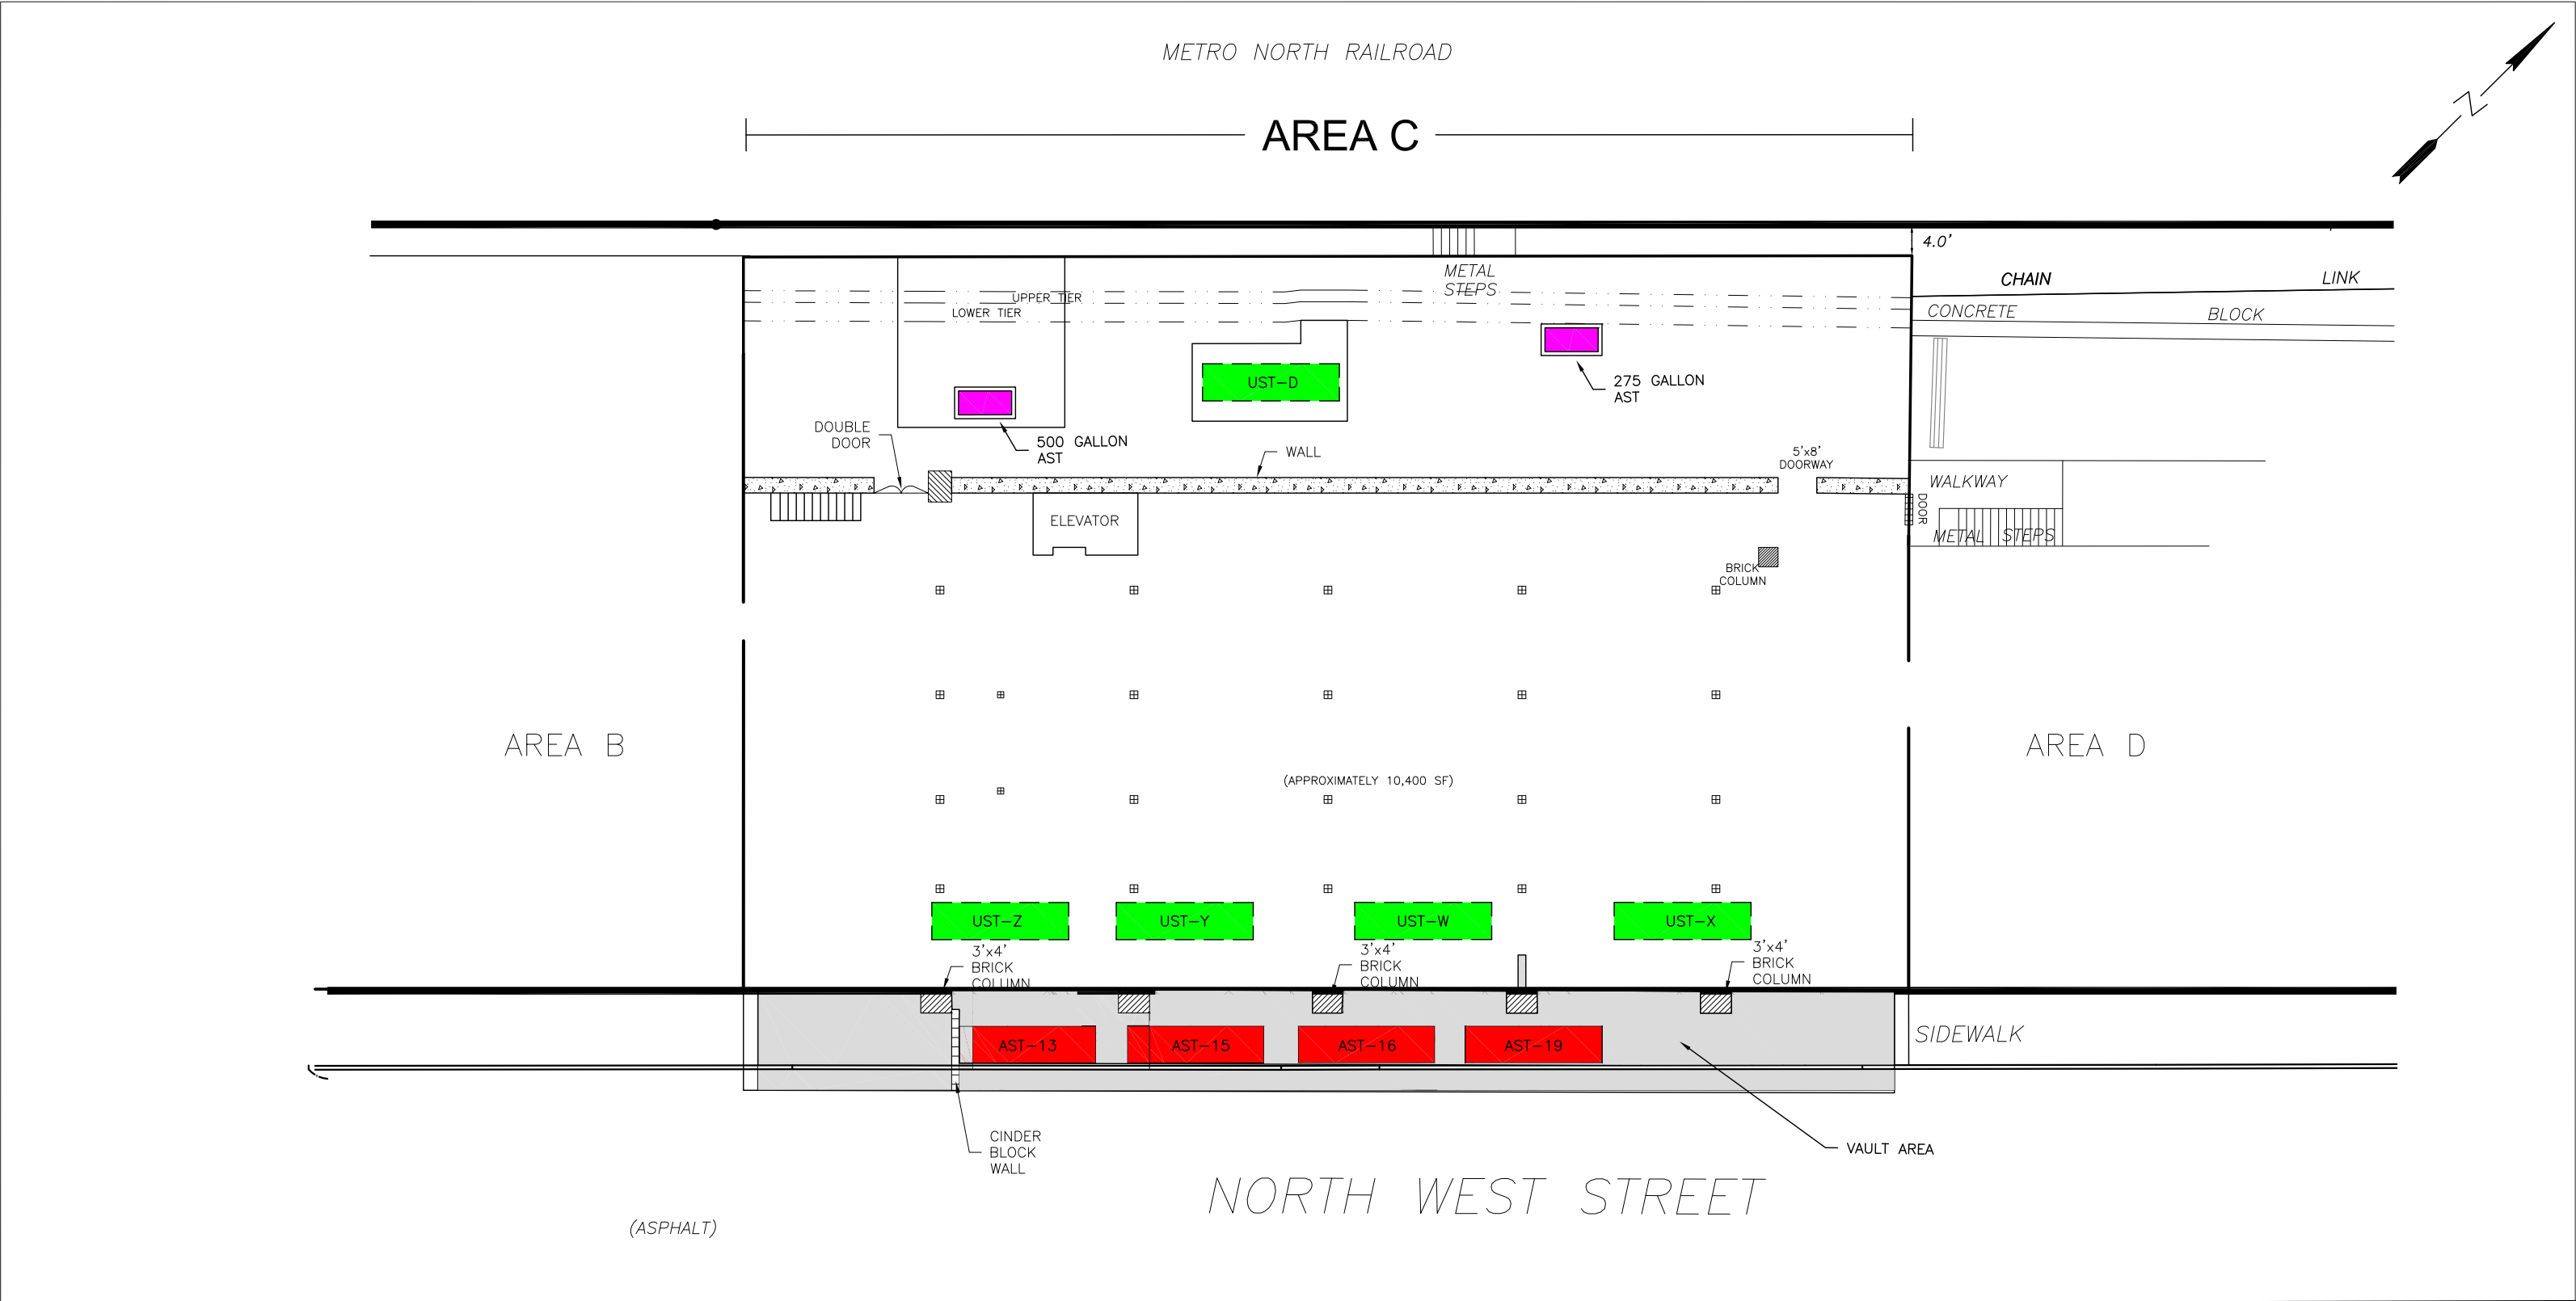 METRO NORTH RAILROAD
AREA C
Z
4.0'
METAL
STEPS
CHAIN LINK
UPPER TIER
LOWER TIER
CONCRETE BLOCK
UST-D
275 GALLON
AST
DOUBLE
DOOR
500 GALLON
AST
WALL
5'x8'
DOORWAY
WALKWAY
DOOR
ELEVATOR
METAL STEPS
BRICK
COLUMN
AREA B
AREA D
(APPROXIMATELY 10,400 SF)
UST-Z
UST-Y
UST-W
UST-X
3'x4'
BRICK
COLUMN
3'x4'
BRICK
COLUMN
3'x4'
BRICK
COLUMN
SIDEWALK
AST-13
AST-15
AST-16
AST-19
CINDER
BLOCK
WALL
VAULT AREA
NORTH WEST STREET
(ASPHALT)